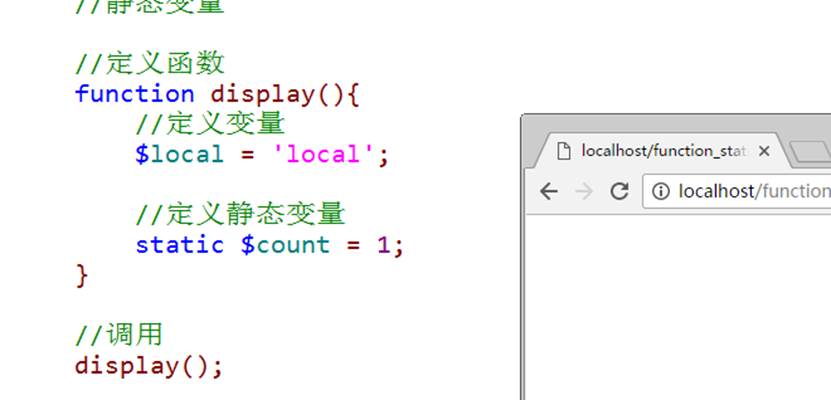 //静态变量
//定义函数
function display(){
//定义变量
$local = 'local';
//定义静态变量
static $count = 1;
}
//调用
display();
localhost/function_stat
localhost/function